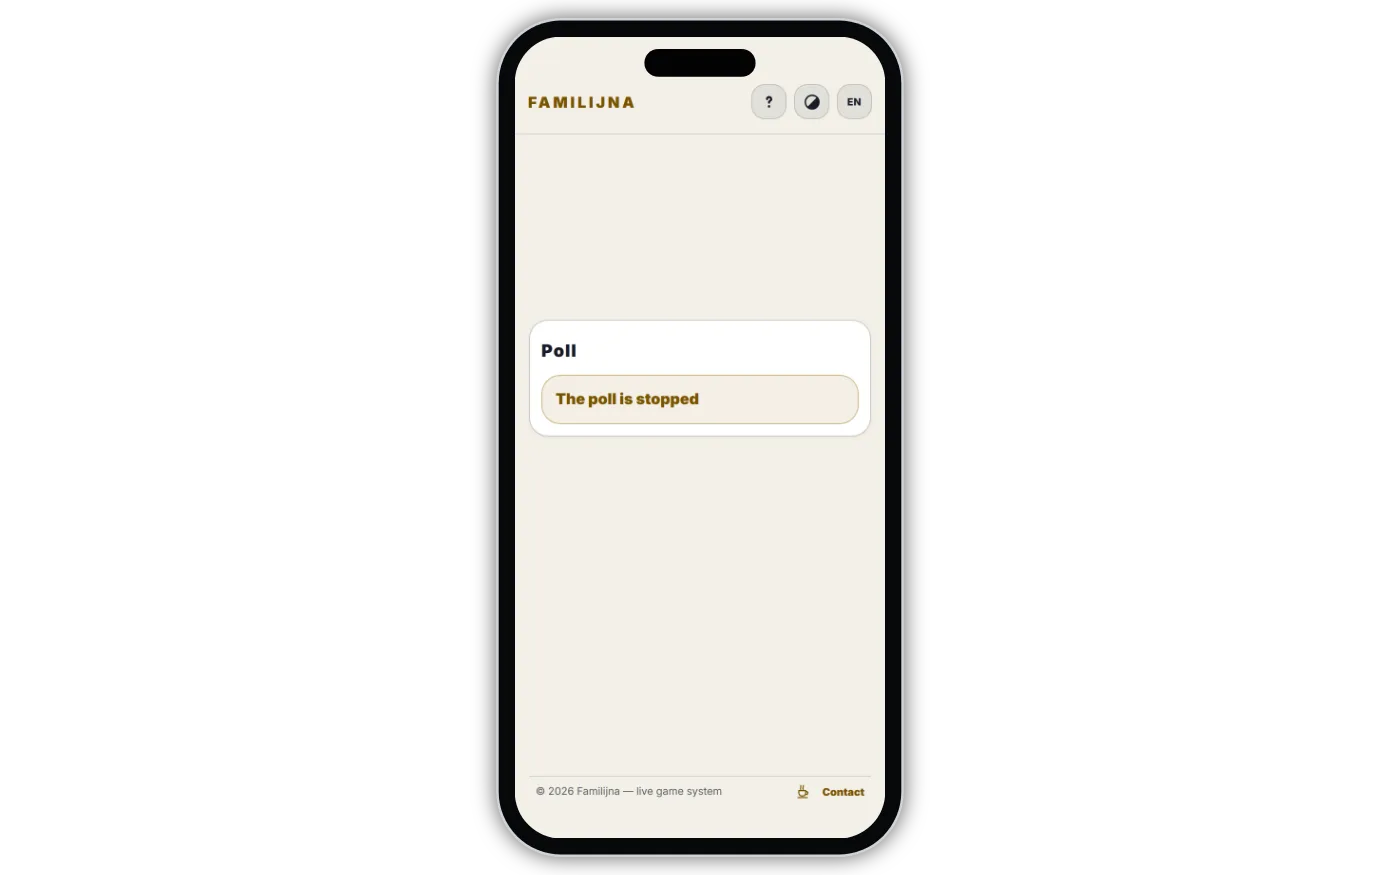 FAMILIJNA
?
EN
Poll
The poll is stopped
© 2026 Familijna — live game system
Contact